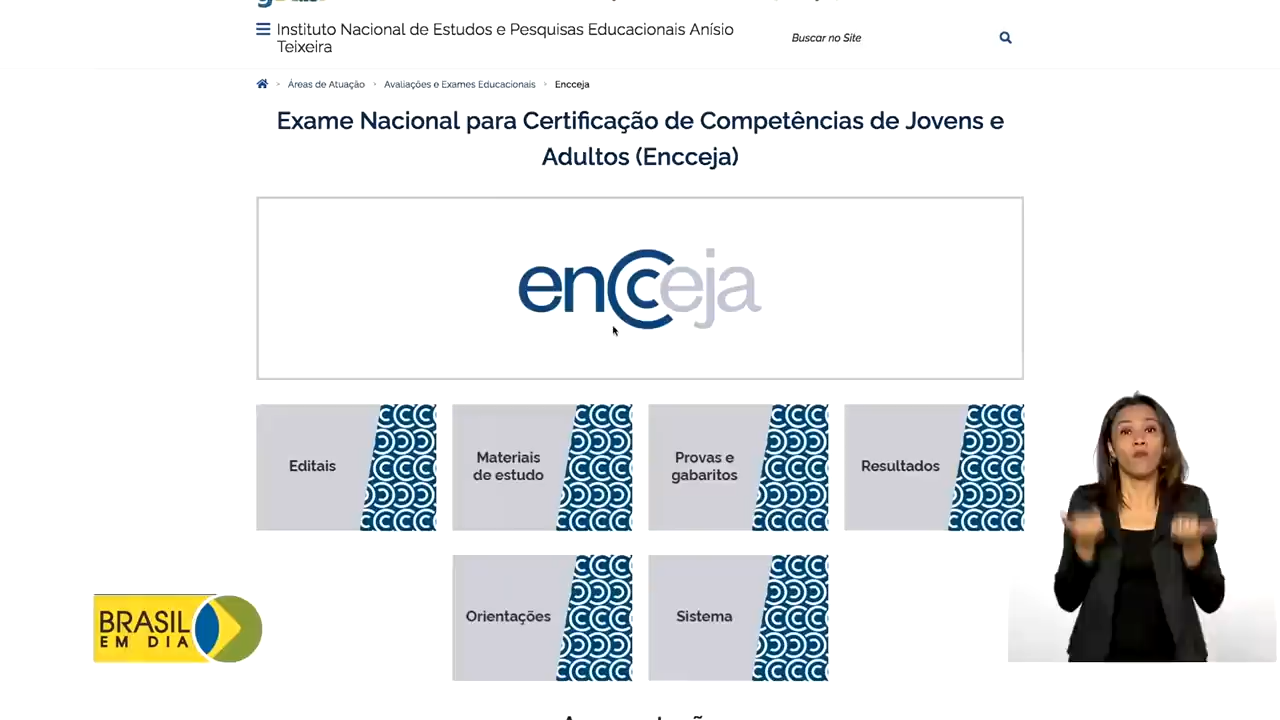 Instituto Nacional de Estudos e Pesquisas Educacionais Anísio
Teixeira
Buscar no Site
> Áreas de Atuação > Avaliações e Exames Educacionais > Encceja
Exame Nacional para Certificação de Competências de Jovens e
Adultos (Encceja)
encceja
Editais
Materiais
de estudo
Provas e
gabaritos
Resultados
Orientações
Sistema
BRASIL
EM DIA